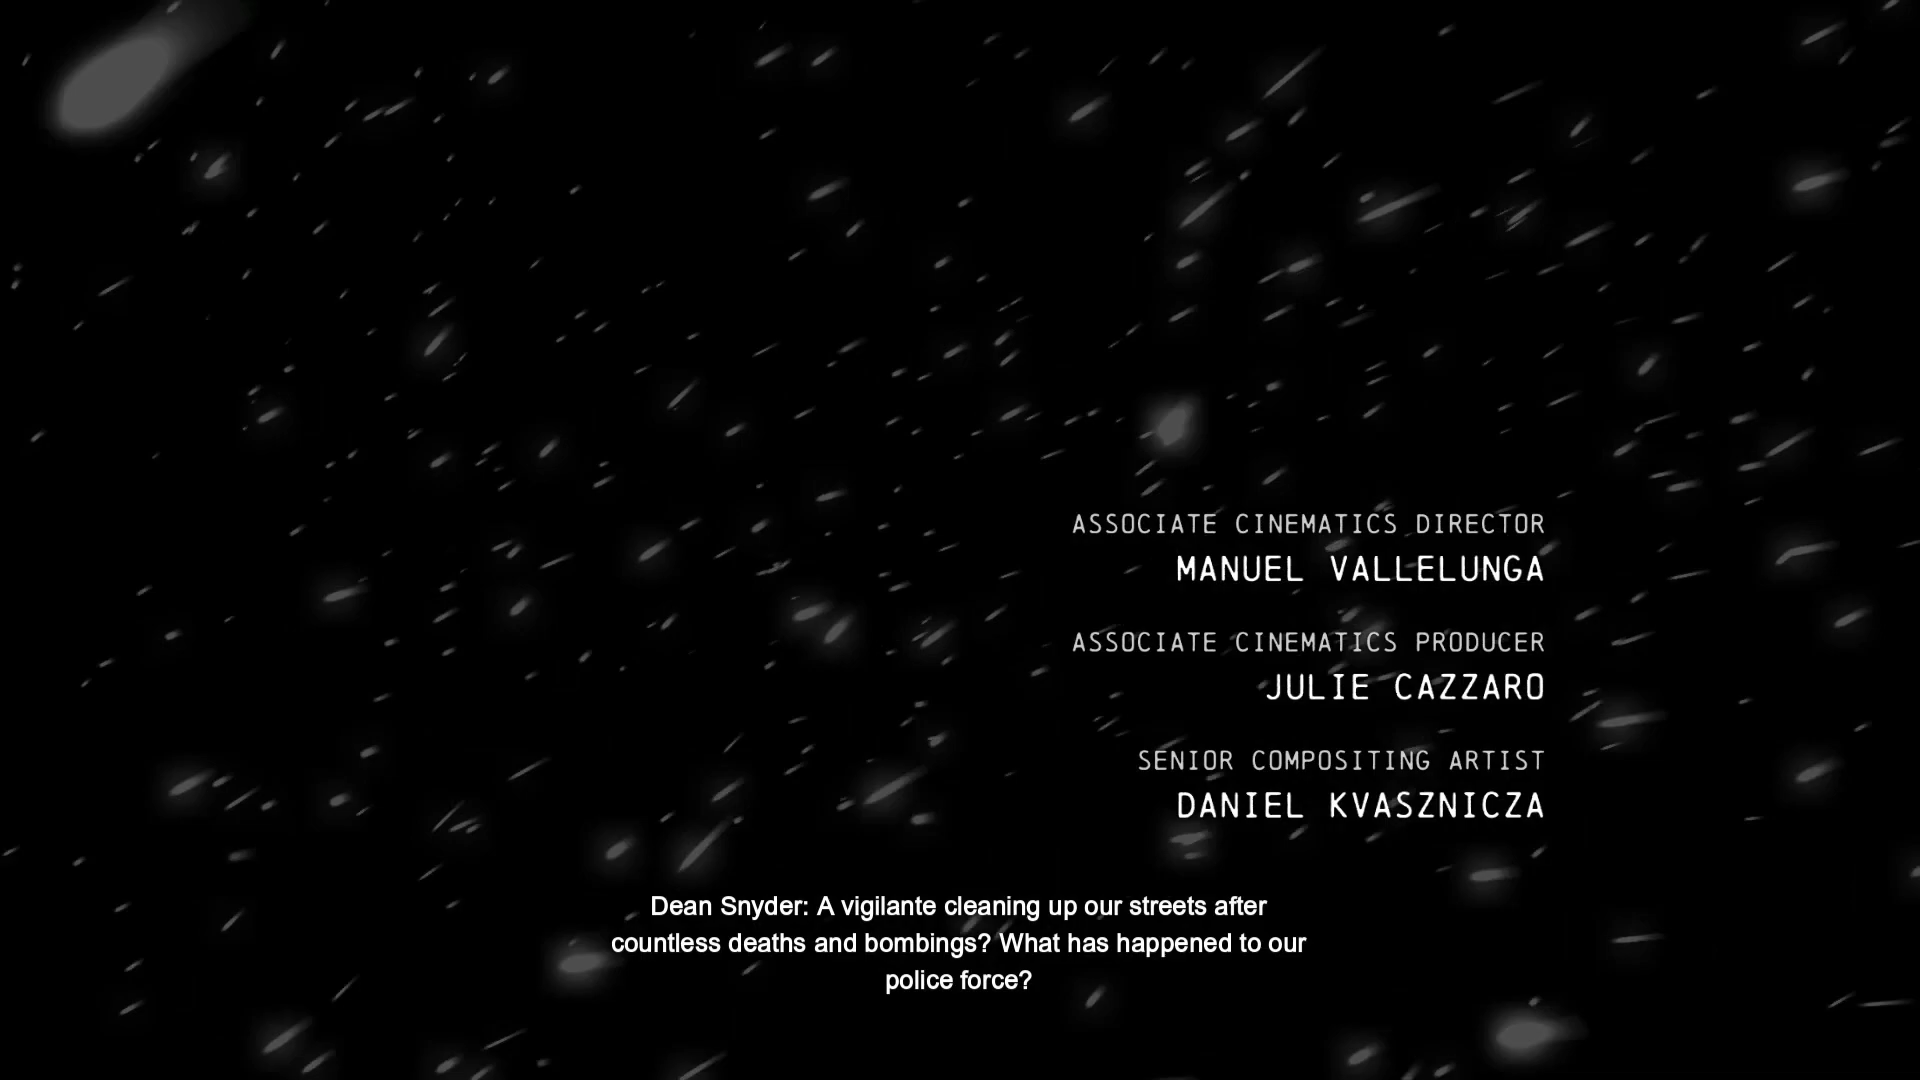 ASSOCIATE CINEMATICS DIRECTOR
MANUEL VALLELUNGA
ASSOCIATE CINEMATICS PRODUCER
JULIE CAZZARO
SENIOR COMPOSITING ARTIST
DANIEL KVASZNICZA
Dean Snyder: A vigilante cleaning up our streets after
countless deaths and bombings? What has happened to our
police force?